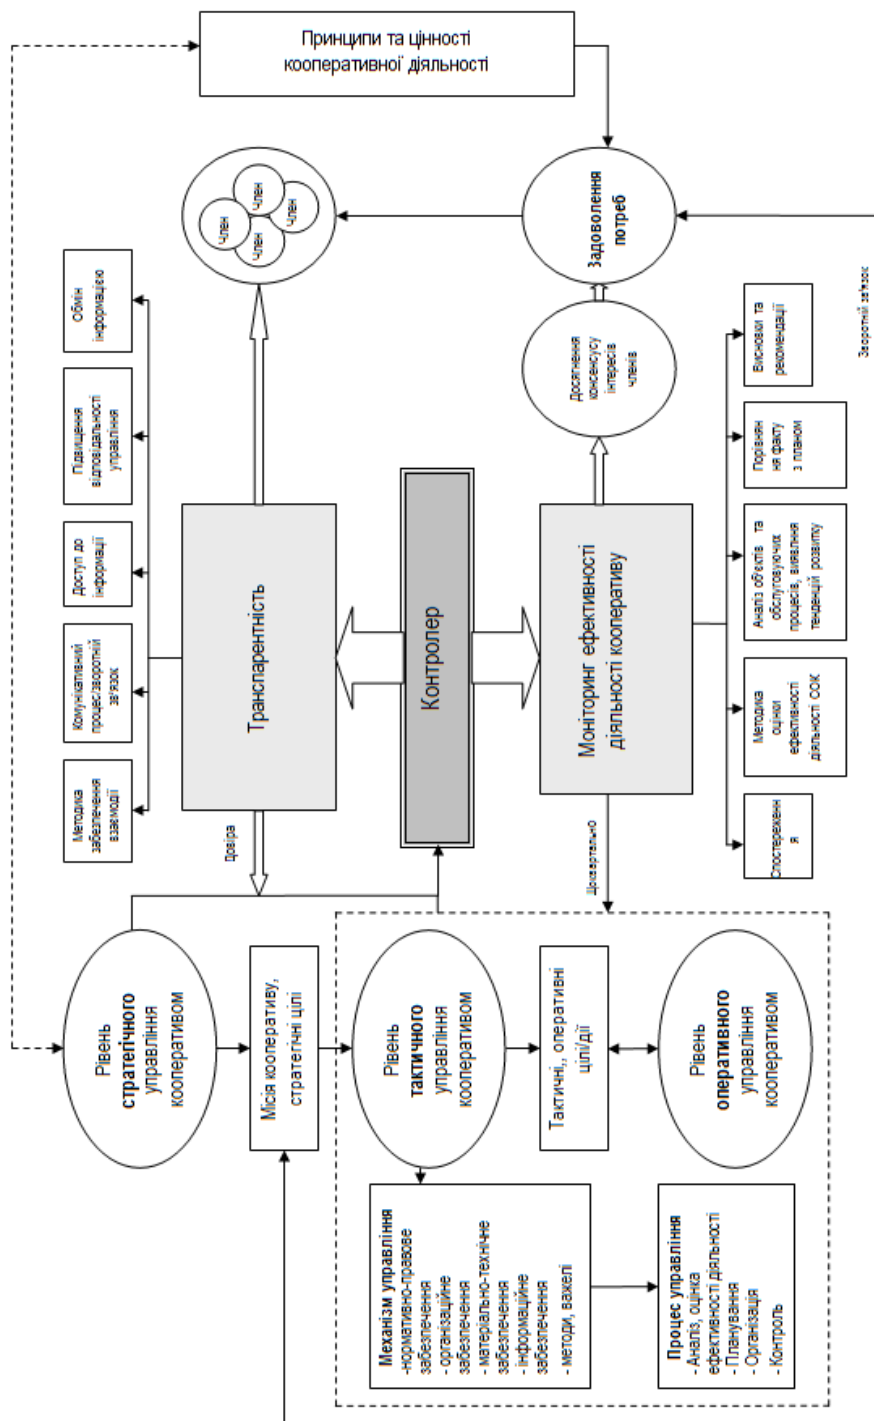 Принципи та цінності
кооперативної діяльності
Член
Член
Член
Член
Задоволення
потреб
Обмін
інформацією
Підвищення
відповідальності
управління
Доступ до
інформації
Комунікативний
процес/зворотній
зв'язок
Методика
забезпечення
взаємодії
Транспарентність
Контролер
Досягнення
консенсусу
інтересів
членів
Моніторинг ефективності
діяльності кооперативу
Висновки та
рекомендації
Порівнян
ня факту
з планом
Аналіз об'єктів та
обслуговуючих
процесів, виявлння
тенденцій розвитку
Методика
оцінки
ефективності
діяльності СОК
Спостереженн
я
Зворотній зв'язок
Довіра
Щоквартально
Рівень
стратегічного
управління
кооперативом
Місія кооперативу,
стратегічні цілі
Рівень
тактичного
управління
кооперативом
Тактичні,, оперативні
цілі/дії
Рівень
оперативного
управління
кооперативом
Механізм управління
-нормативно-правове
забезпечення
- організаційне
забезпечення
- матеріально-технічне
забезпечення
- інформаційне
забезпечення
- методи, важелі
Процес управління
- Аналіз, оцінка
ефективності діяльності
- Планування
- Організація
- Контроль